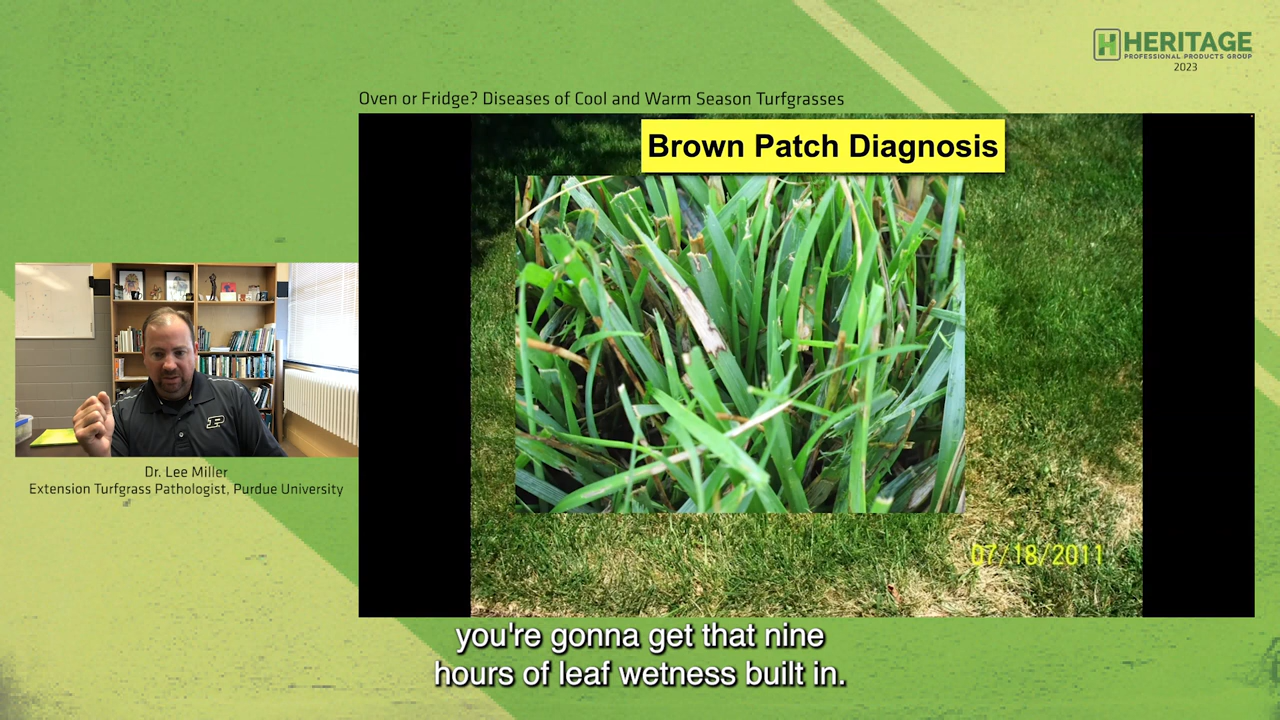 HERITAGE
PROFESSIONAL PRODUCTS GROUP
2023
Oven or Fridge? Diseases of Cool and Warm Season Turfgrasses
Brown Patch Diagnosis
P
Dr. Lee Miller
Extension Turfgrass Pathologist, Purdue University
07/18/2011
you're gonna get that nine
hours of leaf wetness built in.